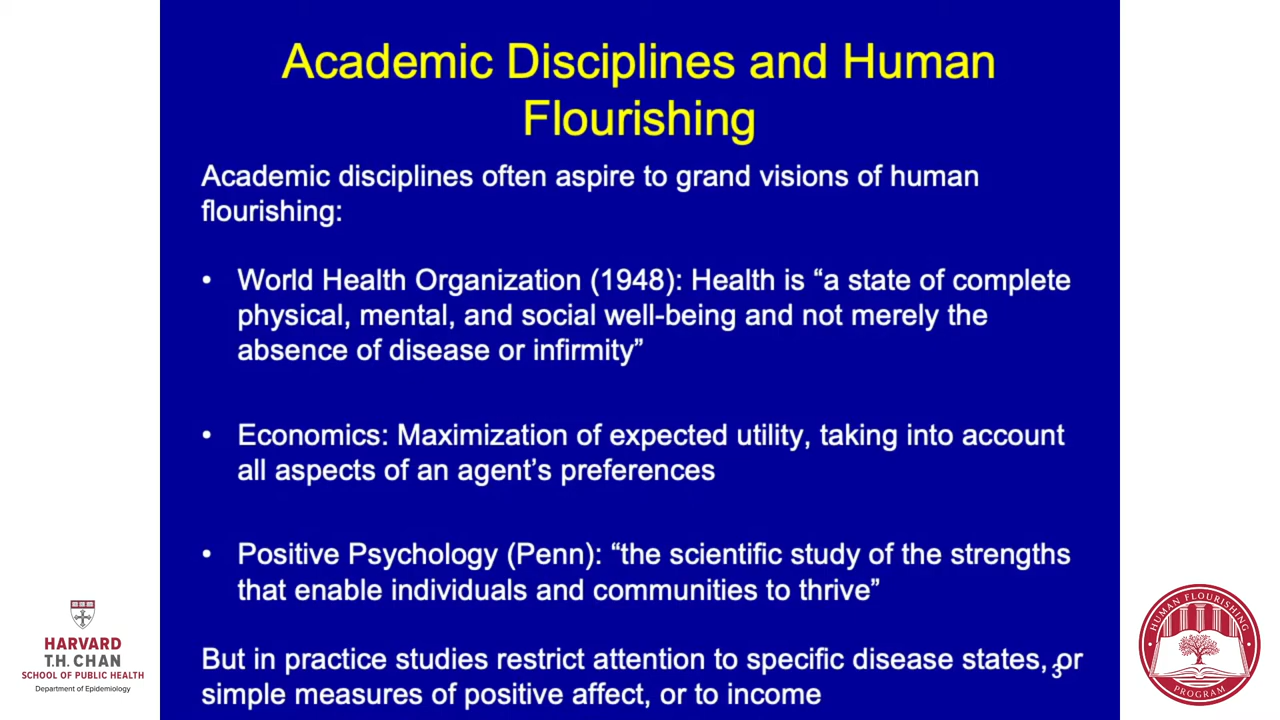 Academic Disciplines and Human
Flourishing
Academic disciplines often aspire to grand visions of human
flourishing:
• World Health Organization (1948): Health is “a state of complete
physical, mental, and social well-being and not merely the
absence of disease or infirmity”
• Economics: Maximization of expected utility, taking into account
all aspects of an agent’s preferences
• Positive Psychology (Penn): “the scientific study of the strengths
that enable individuals and communities to thrive”
But in practice studies restrict attention to specific disease states, or
simple measures of positive affect, or to income
3
HARVARD
T.H. CHAN
SCHOOL OF PUBLIC HEALTH
Department of Epidemiology
HUMAN FLOURISHING
PROGRAM